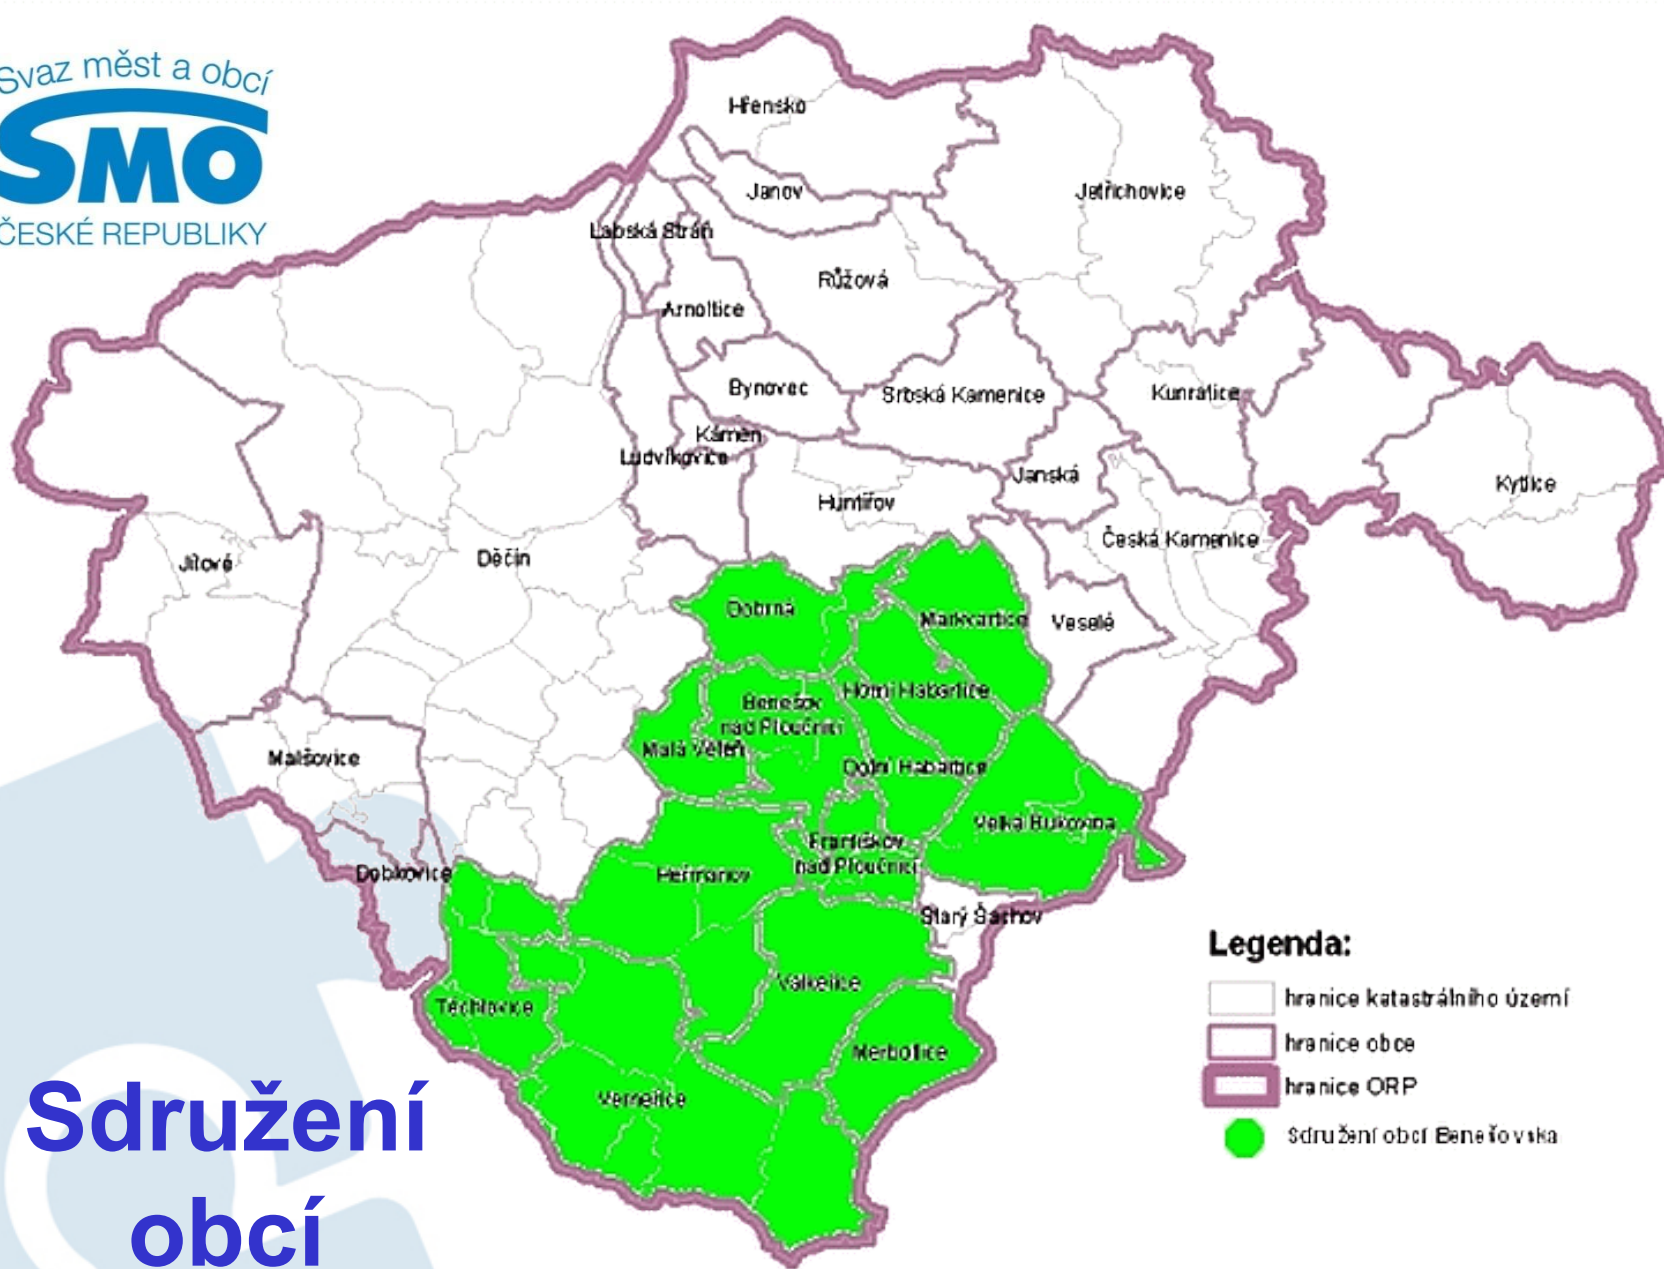 Svaz měst a obcí
SMO
ČESKÉ REPUBLIKY
Hřensko
Janov
Jetřichovice
Labská Stráň
Růžová
Arnoltice
Bynovec
Srbská Kamenice
Kunratice
Kámen
Ludvíkovice
Janská
Kytlice
Huntířov
Česká Kamenice
Jílové
Děčín
Dobrná
Markvartice
Veselé
Horní Habartice
Benešov
nad Ploučnicí
Malá Veleň
Malšovice
Dolní Habartice
Velká Bukovina
Františkov
nad Ploučnicí
Dobkovice
Heřmanov
Starý Šachov
Valkeřice
Těchlovice
Merboltice
Verneřice
Legenda:
hranice katastrálního území
hranice obce
hranice ORP
Sdružení obcí Benešovska
Sdružení
obcí